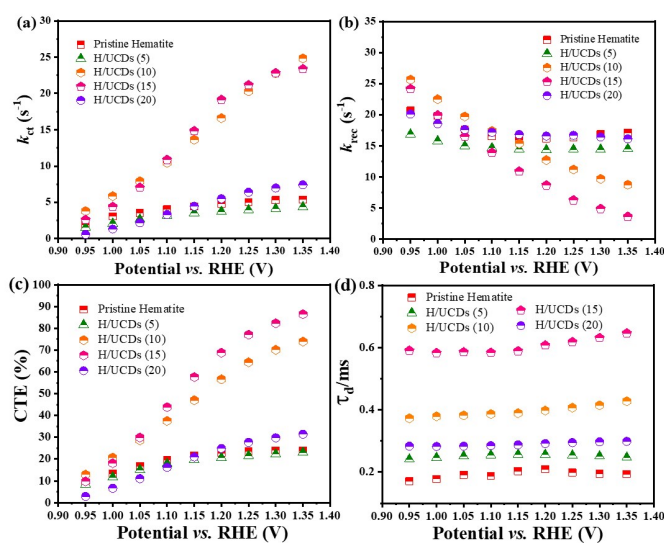 (a)
25
20
15
10
5
0
k_ct (s⁻¹)
Pristine Hematite
H/UCDs (5)
H/UCDs (10)
H/UCDs (15)
H/UCDs (20)
0.90 0.95 1.00 1.05 1.10 1.15 1.20 1.25 1.30 1.35 1.40
Potential vs. RHE (V)
(b)
35
30
25
20
15
10
5
0
k_rec (s⁻¹)
Pristine Hematite
H/UCDs (5)
H/UCDs (10)
H/UCDs (15)
H/UCDs (20)
0.90 0.95 1.00 1.05 1.10 1.15 1.20 1.25 1.30 1.35 1.40
Potential vs. RHE (V)
(c)
100
90
80
70
60
50
40
30
20
10
0
CTE (%)
Pristine Hematite
H/UCDs (5)
H/UCDs (10)
H/UCDs (15)
H/UCDs (20)
0.90 0.95 1.00 1.05 1.10 1.15 1.20 1.25 1.30 1.35 1.40
Potential vs. RHE (V)
(d)
0.8
0.6
0.4
0.2
τ_d/ms
Pristine Hematite
H/UCDs (5)
H/UCDs (10)
H/UCDs (15)
H/UCDs (20)
0.90 0.95 1.00 1.05 1.10 1.15 1.20 1.25 1.30 1.35 1.40
Potential vs. RHE (V)